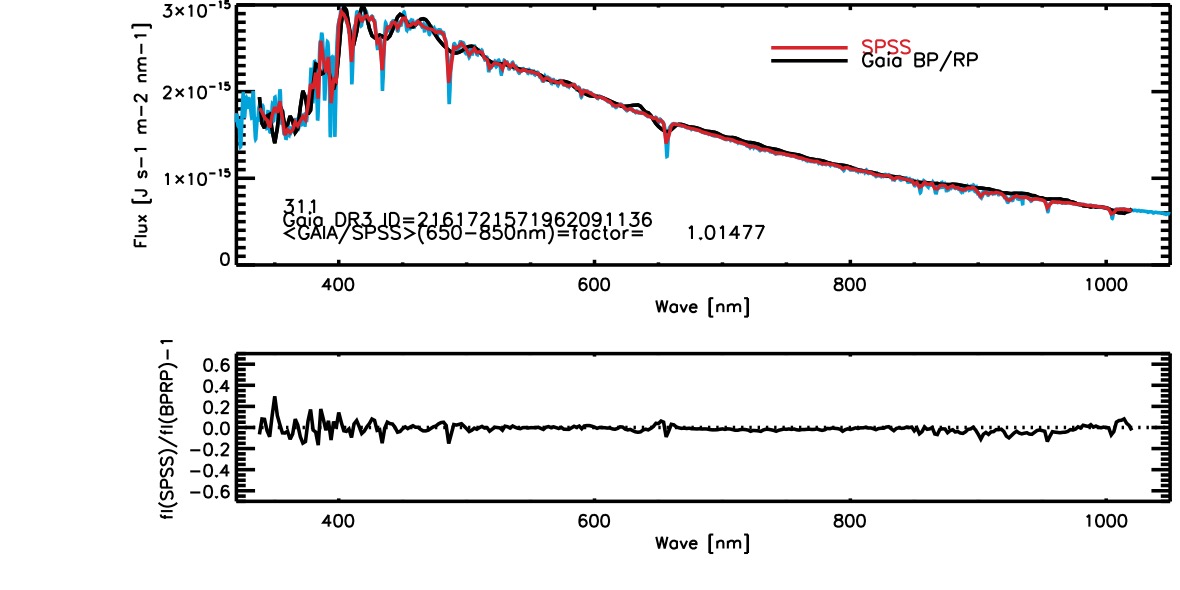 3×10−15
2×10−15
1×10−15
0
Flux [J s−1 m−2 nm−1]
SPSS
Gaia BP/RP
311
Gaia DR3 ID=2161721571962091136
<GAIA/SPSS>(650−850nm)=factor= 1.01477
400 600 800 1000
Wave [nm]
fl(SPSS)/fl(BPRP)−1
0.6
0.4
0.2
0.0
−0.2
−0.4
−0.6
400 600 800 1000
Wave [nm]